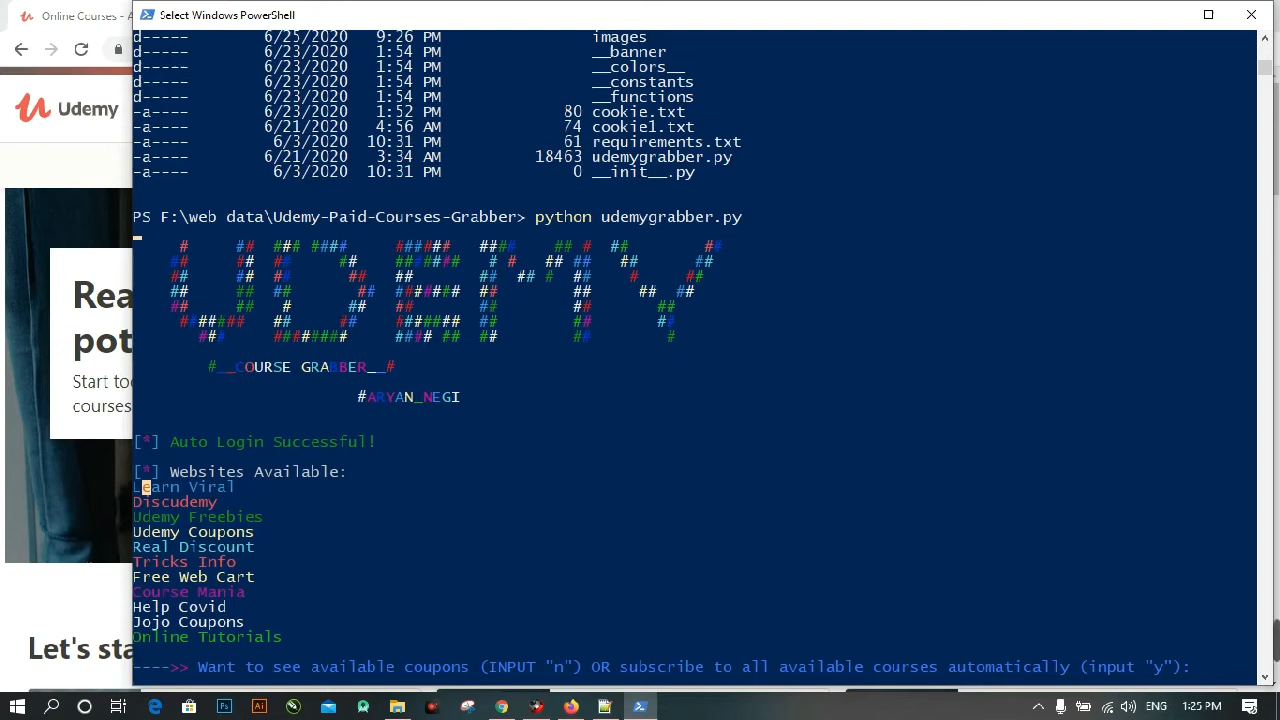 Online Courses - A
Select Windows PowerShell
d----- 6/25/2020 9:26 PM images
d----- 6/23/2020 1:54 PM __banner
d----- 6/23/2020 1:54 PM __colors__
d----- 6/23/2020 1:54 PM __constants
d----- 6/23/2020 1:54 PM __functions
-a---- 6/23/2020 1:52 PM 80 cookie.txt
-a---- 6/21/2020 4:56 AM 74 cookie1.txt
-a---- 6/3/2020 10:31 PM 61 requirements.txt
-a---- 6/21/2020 3:34 AM 18463 udemygrabber.py
-a---- 6/3/2020 10:31 PM 0 __init__.py
Udemy
PS F:\web data\Udemy-Paid-Courses-Grabber> python udemygrabber.py
UDEMY
#__COURSE GRABBER__#
#ARYAN_NEGI
Rea
pot
Start to
courses
[*] Auto Login Successful!
[*] Websites Available:
Learn Viral
Discudemy
Udemy Freebies
Udemy Coupons
Real Discount
Tricks Info
Free Web Cart
Course Mania
Help Covid
Jojo Coupons
Online Tutorials
Let's sta
---->> Want to see available coupons (INPUT "n") OR subscribe to all available courses automatically (input "y"):
ENG 1:25 PM